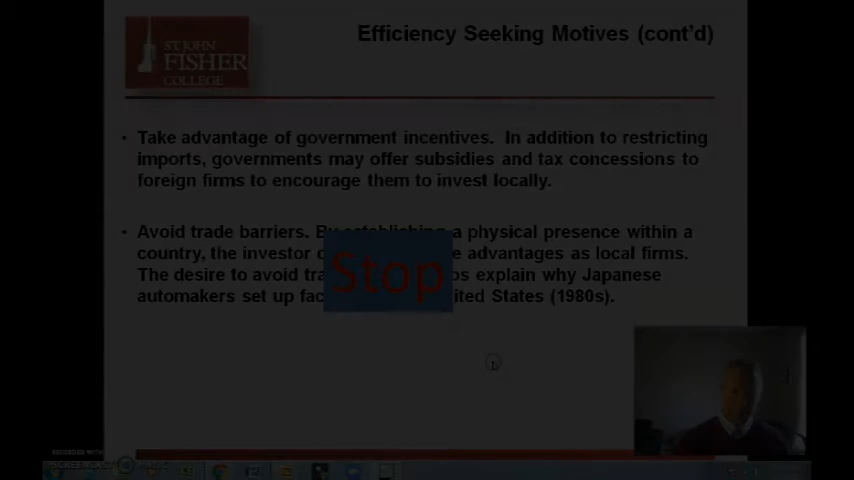 Efficiency Seeking Motives (cont'd)
ST. JOHN
FISHER
COLLEGE
• Take advantage of government incentives. In addition to restricting
imports, governments may offer subsidies and tax concessions to
foreign firms to encourage them to invest locally.
• Avoid trade barriers. By establishing a physical presence within a
country, the investor advantages as local firms.
The desire to avoid explain why Japanese
automakers set up States (1980s).
Stop
RECORDED WITH